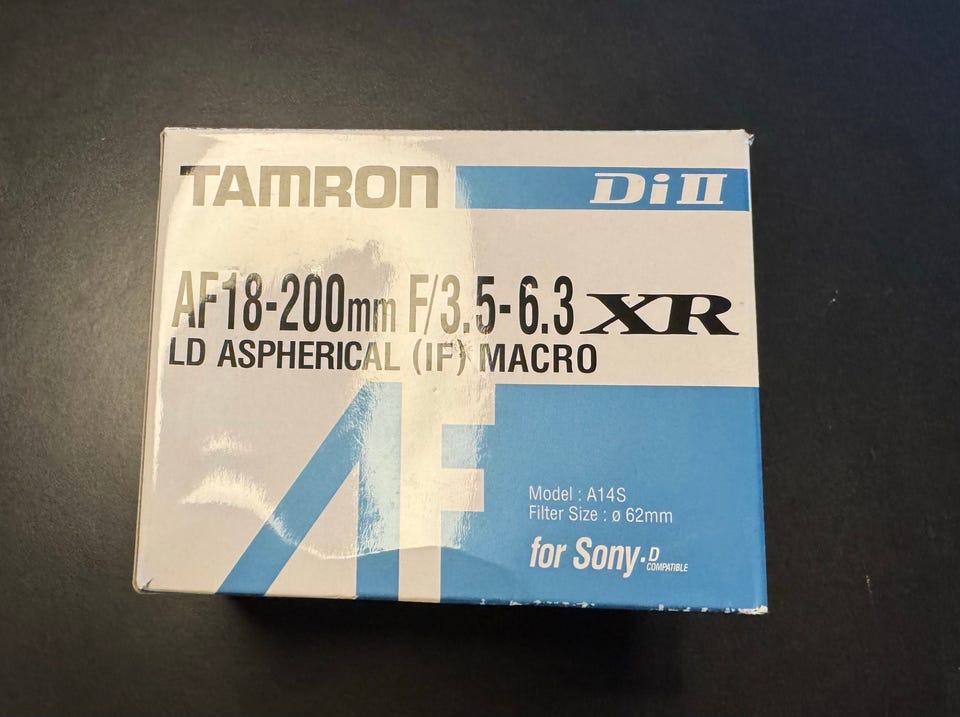 TAMRON Di II
AF18-200mm F/3.5-6.3 XR
LD ASPHERICAL (IF) MACRO
AF
Model : A14S
Filter Size : ø 62mm
for Sony·D COMPATIBLE